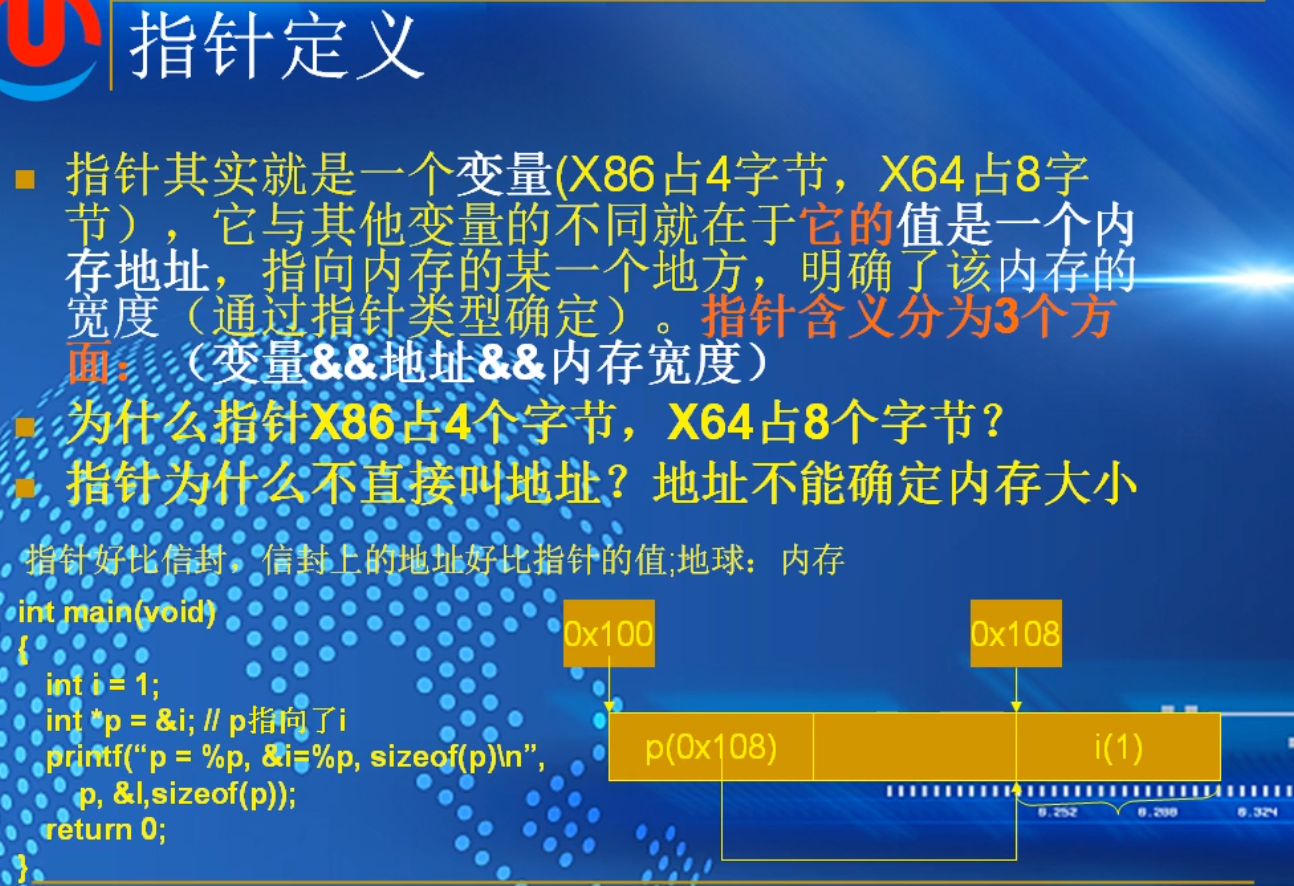 指针定义
指针其实就是一个变量(X86占4字节，X64占8字
节），它与其他变量的不同就在于它的值是一个内
存地址，指向内存的某一个地方，明确了该内存的
宽度（通过指针类型确定）。指针含义分为3个方
面：（变量&&地址&&内存宽度）
为什么指针X86占4个字节，X64占8个字节？
指针为什么不直接叫地址？地址不能确定内存大小
指针好比信封，信封上的地址好比指针的值;地球：内存
int main(void)
{
int i = 1;
int *p = &i; // p指向了i
printf(“p = %p, &i=%p, sizeof(p)\n”,
p, &I,sizeof(p));
return 0;
}
0x100
0x108
p(0x108)
i(1)
6.252
6.288
6.324